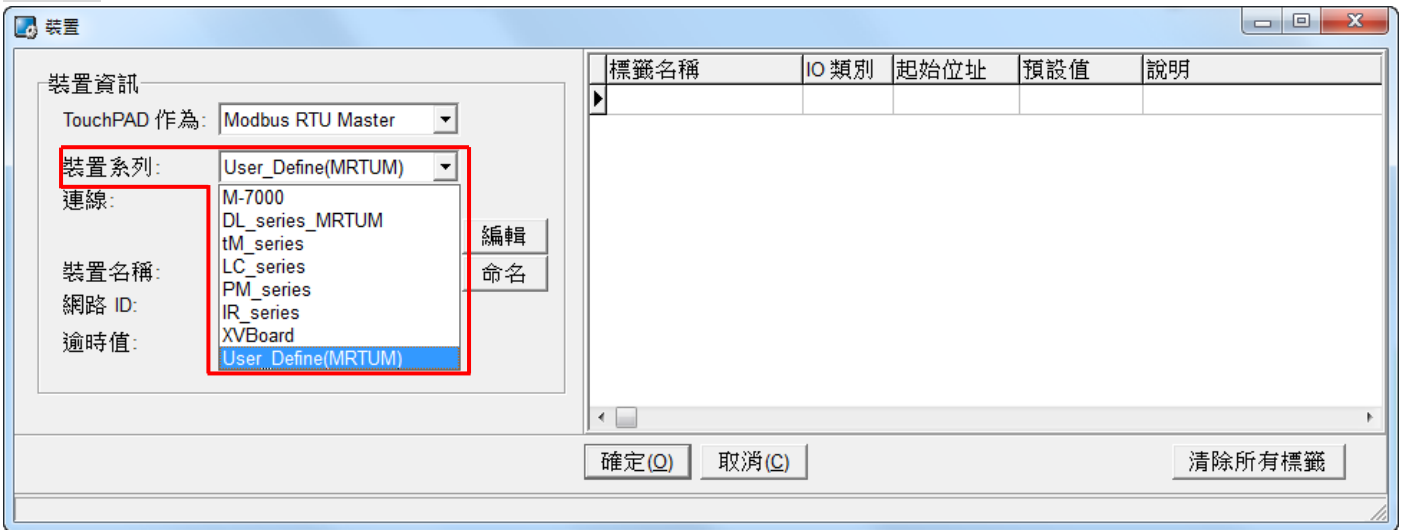 裝置
裝置資訊
TouchPAD 作為: Modbus RTU Master
裝置系列: User_Define(MRTUM)
連線:
M-7000
DL_series_MRTUM
tM_series
LC_series
PM_series
IR_series
XVBoard
User_Define(MRTUM)
編輯
裝置名稱:
命名
網路 ID:
逾時值:
標籤名稱 IO 類別 起始位址 預設值 說明
確定(O) 取消(C) 清除所有標籤